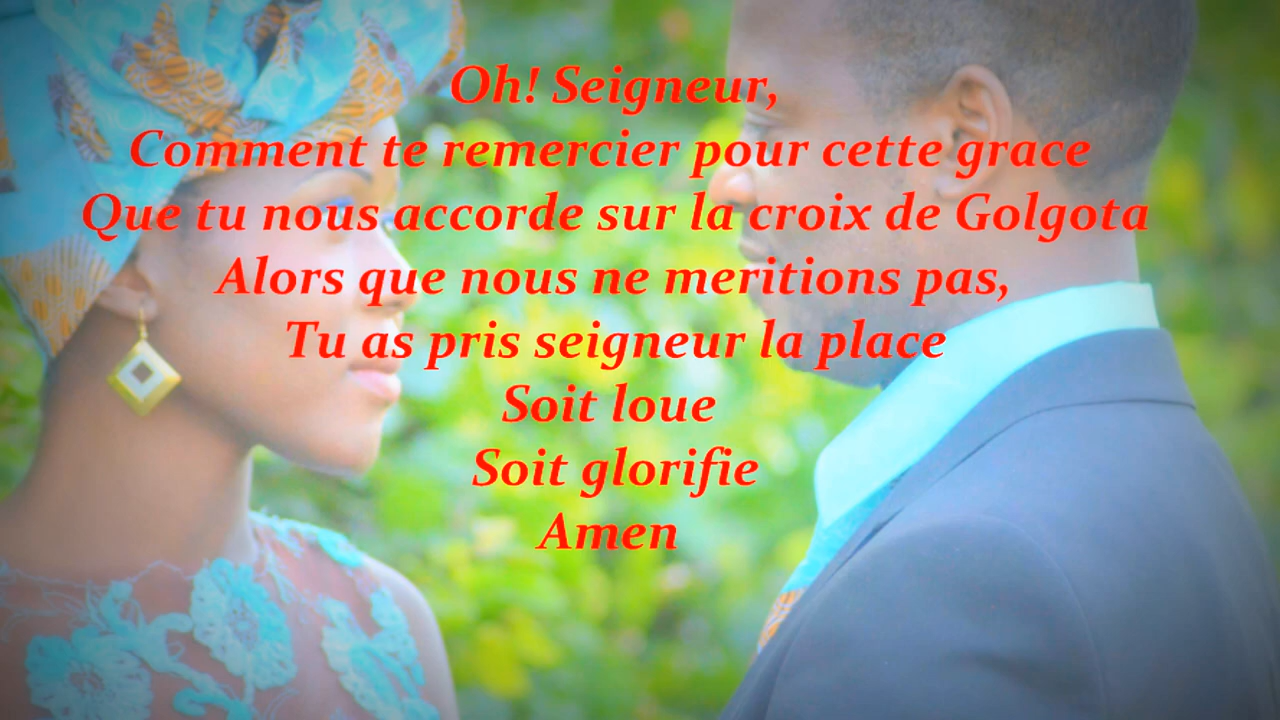 Oh! Seigneur,
Comment te remercier pour cette grace
Que tu nous accorde sur la croix de Golgota
Alors que nous ne meritions pas,
Tu as pris seigneur la place
Soit loue
Soit glorifie
Amen